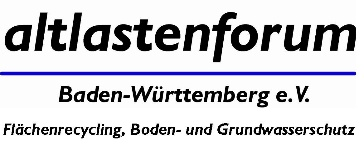 altlastenforum
Baden-Württemberg e.V.
Flächenrecycling, Boden- und Grundwasserschutz